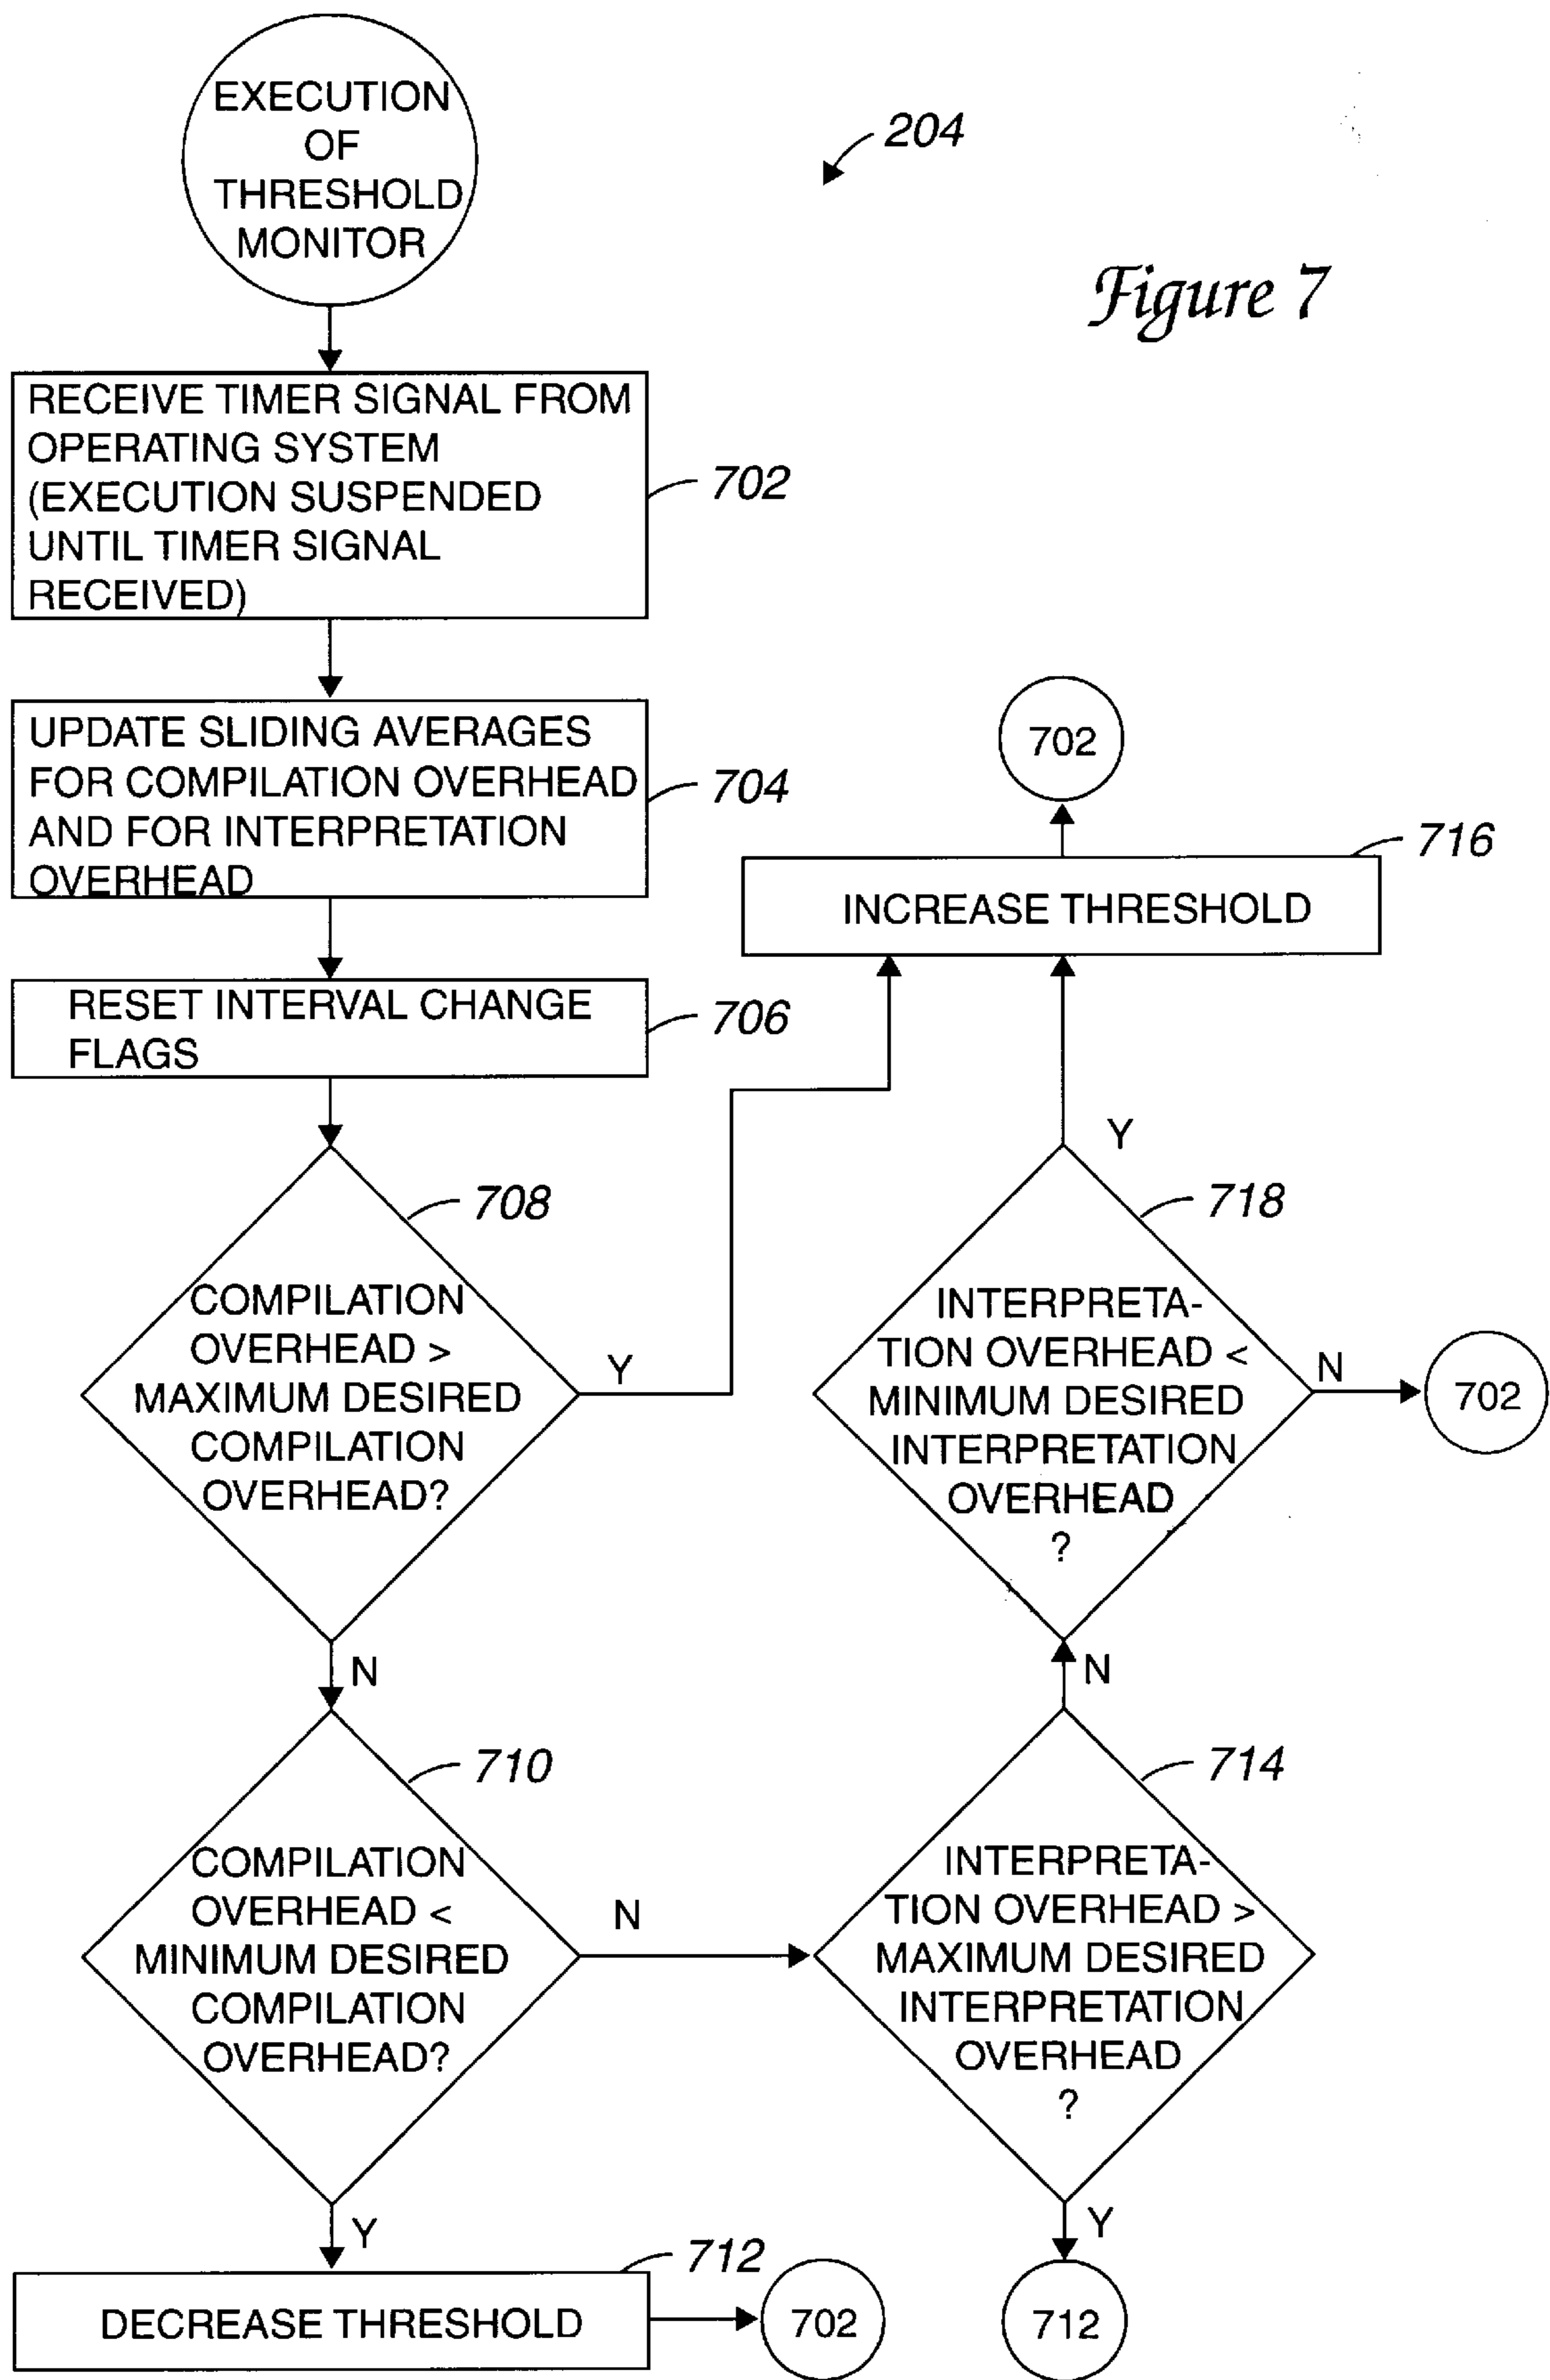 EXECUTION
OF
THRESHOLD
MONITOR
204
Figure 7
RECEIVE TIMER SIGNAL FROM
OPERATING SYSTEM
(EXECUTION SUSPENDED
UNTIL TIMER SIGNAL
RECEIVED)
702
UPDATE SLIDING AVERAGES
FOR COMPILATION OVERHEAD
AND FOR INTERPRETATION
OVERHEAD
704
RESET INTERVAL CHANGE
FLAGS
706
708
COMPILATION
OVERHEAD >
MAXIMUM DESIRED
COMPILATION
OVERHEAD?
Y
N
710
COMPILATION
OVERHEAD <
MINIMUM DESIRED
COMPILATION
OVERHEAD?
N
Y
712
DECREASE THRESHOLD
702
702
716
INCREASE THRESHOLD
Y
718
INTERPRETA-
TION OVERHEAD <
MINIMUM DESIRED
INTERPRETATION
OVERHEAD
?
N
702
N
714
INTERPRETA-
TION OVERHEAD >
MAXIMUM DESIRED
INTERPRETATION
OVERHEAD
?
Y
712